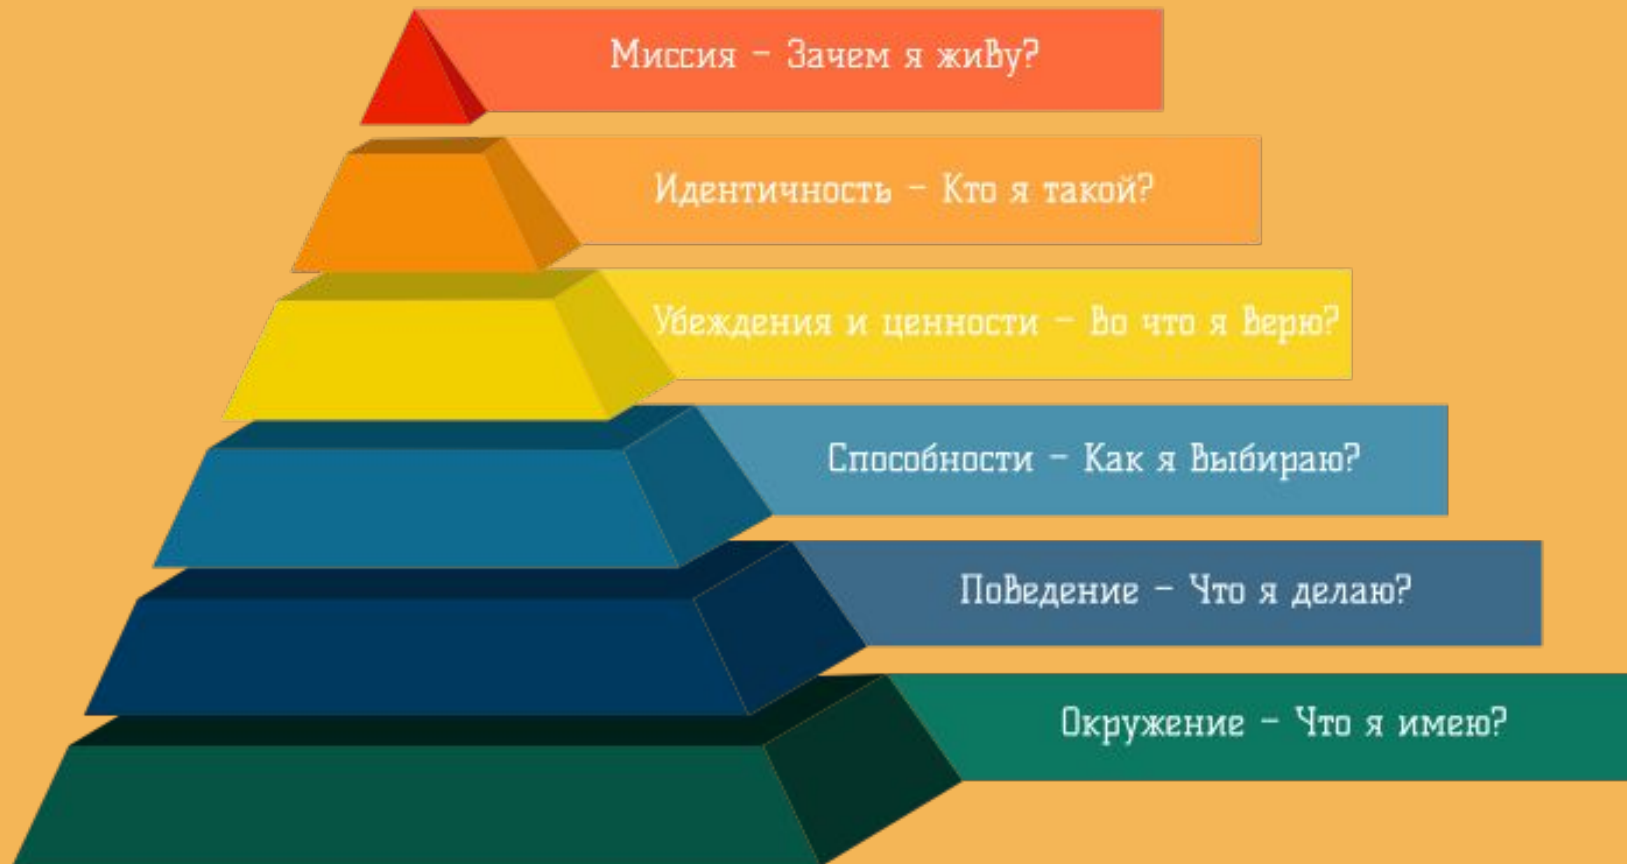 Миссия – Зачем я живу?
Идентичность – Кто я такой?
Убеждения и ценности – Во что я верю?
Способности – Как я выбираю?
Поведение – Что я делаю?
Окружение – Что я имею?